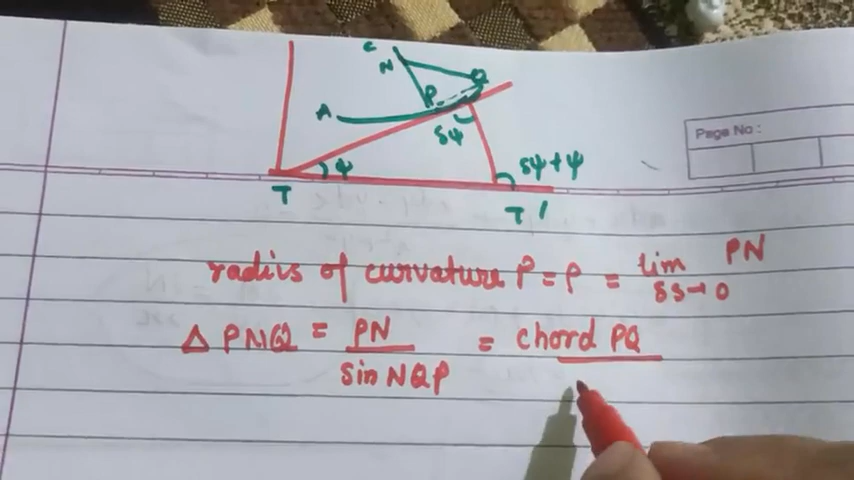 C
N
Q
P
A
δψ
ψ
δψ+ψ
T
T'
Page No :
radius of curvature P = ρ = lim PN
δs→0
Δ PNQ = PN = chord PQ
sin NQP